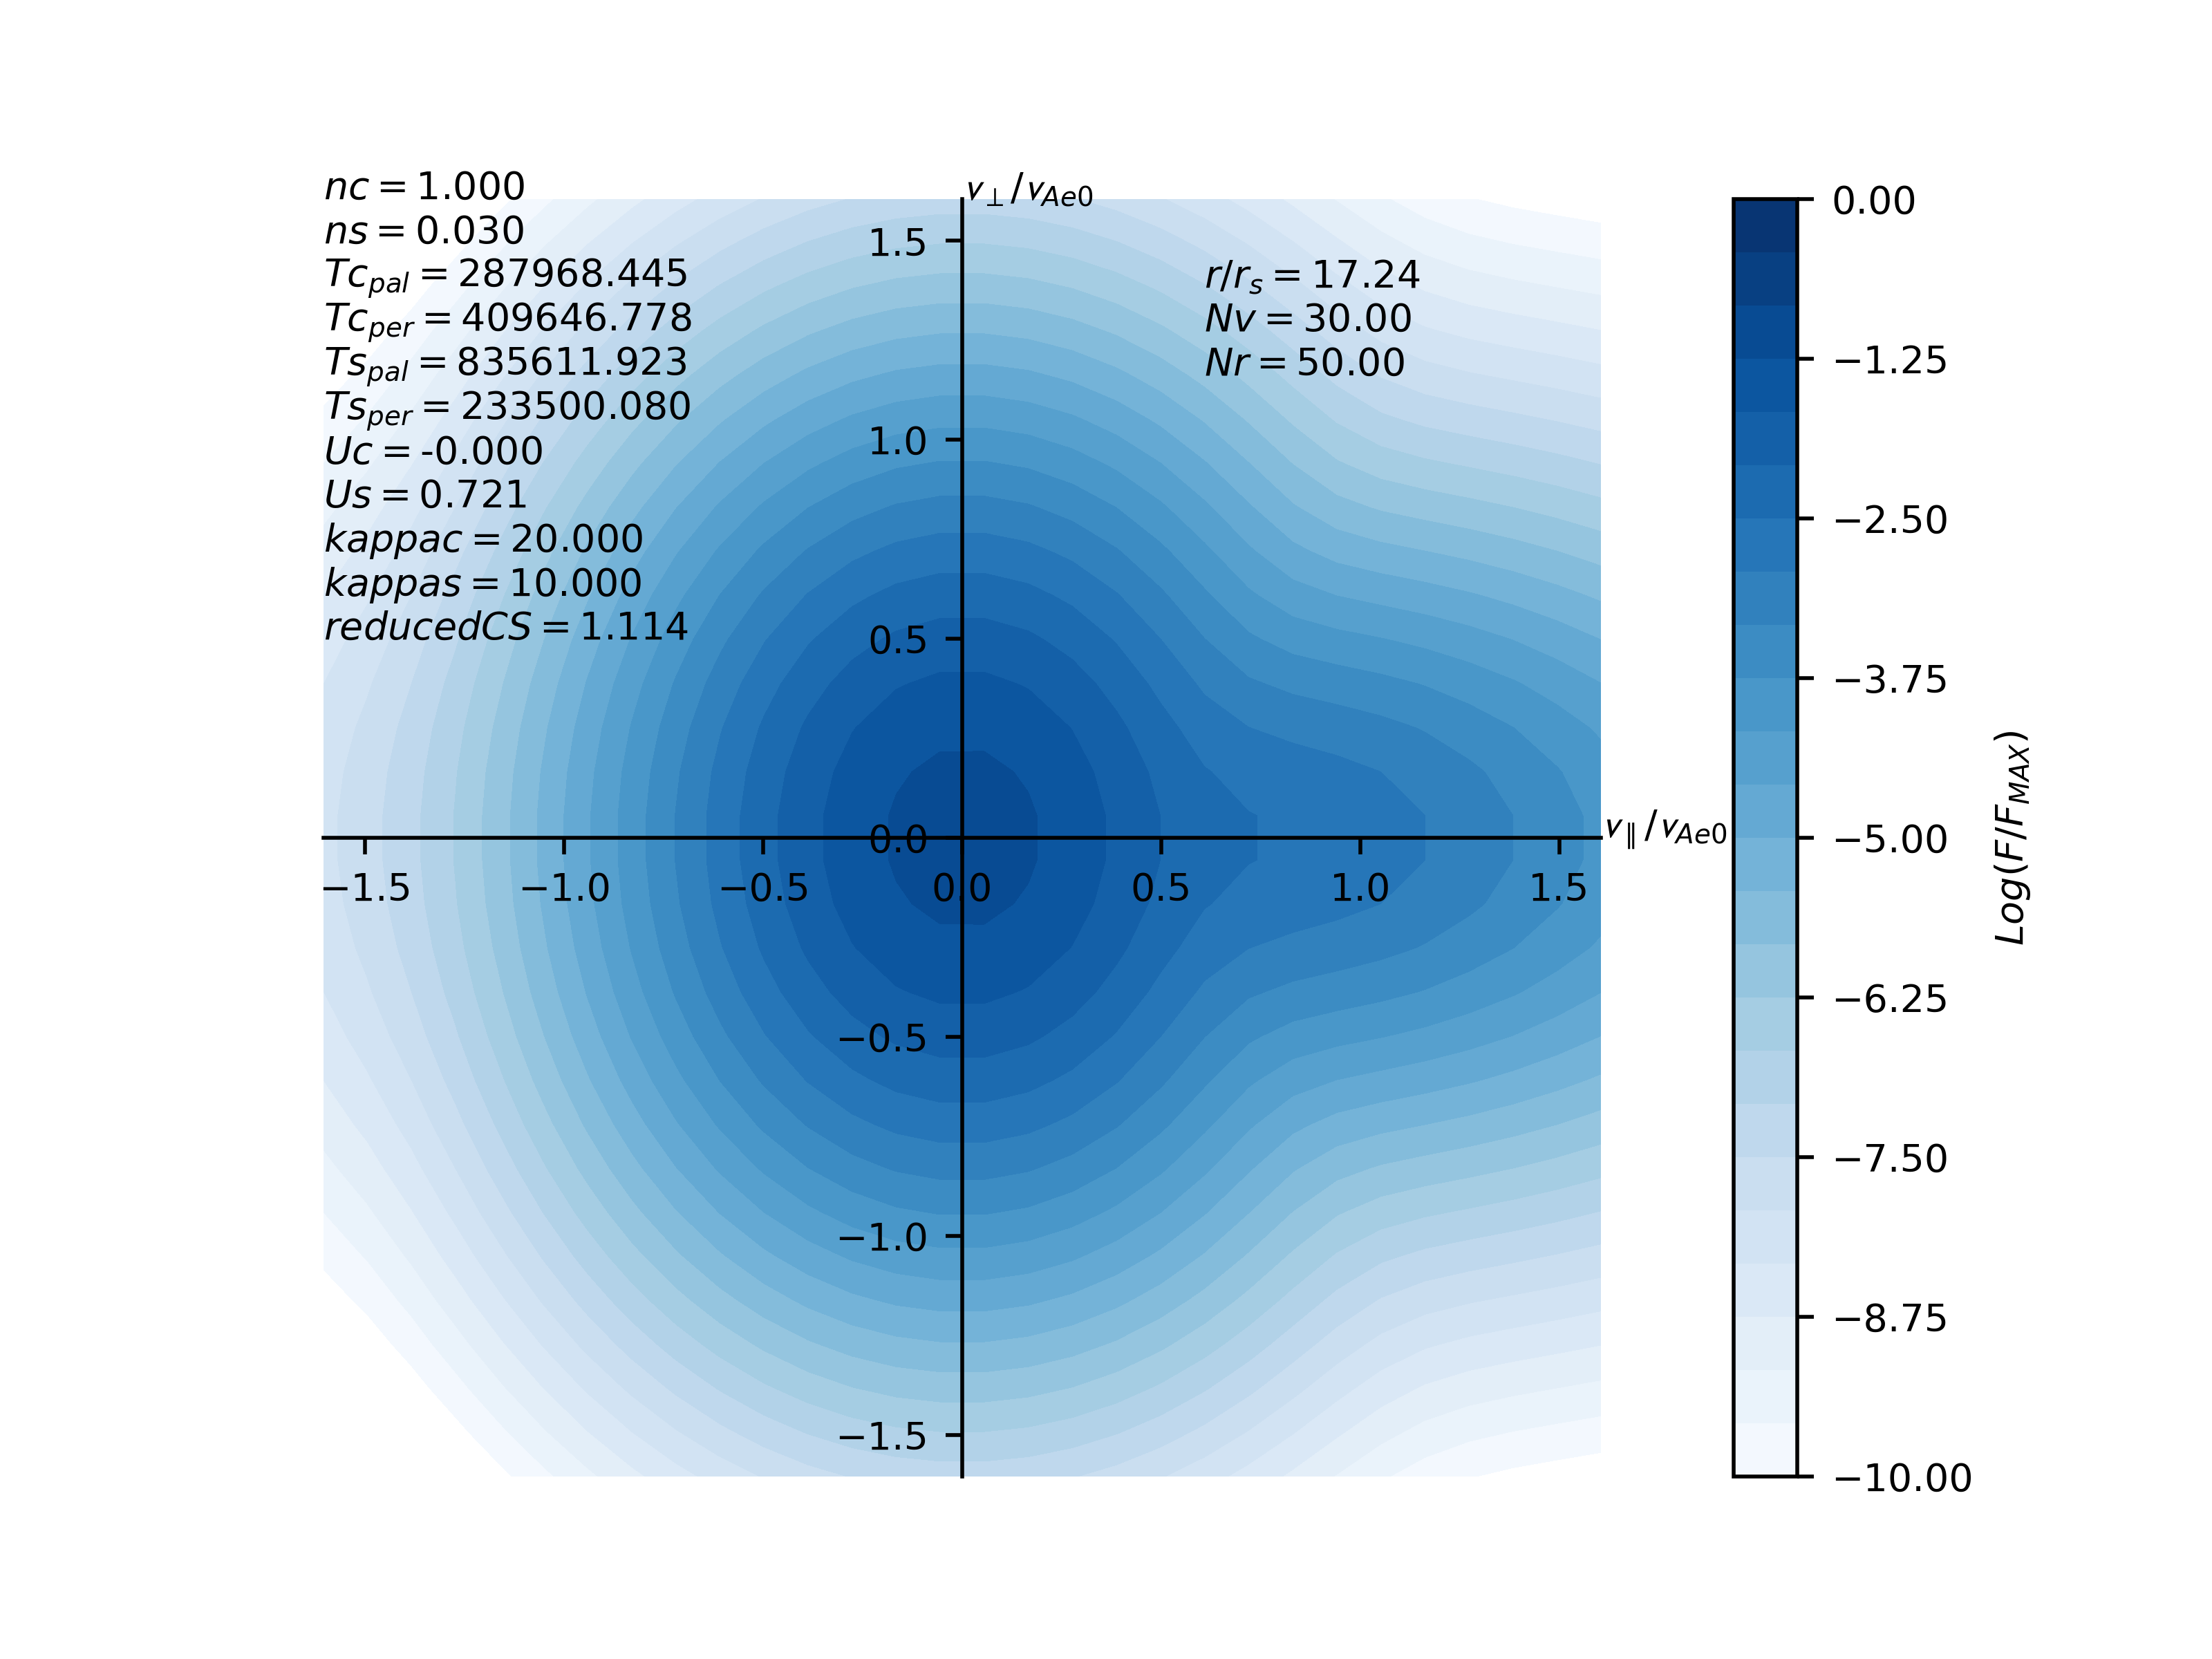 nc = 1.000
ns = 0.030
Tc_pal = 287968.445
Tc_per = 409646.778
Ts_pal = 835611.923
Ts_per = 233500.080
Uc = -0.000
Us = 0.721
kappac = 20.000
kappas = 10.000
reducedCS = 1.114
v⊥/v_Ae0
r/r_s = 17.24
Nv = 30.00
Nr = 50.00
1.5
1.0
0.5
0.0
−0.5
−1.0
−1.5
−1.5 −1.0 −0.5 0.0 0.5 1.0 1.5
v∥/v_Ae0
0.00
−1.25
−2.50
−3.75
−5.00
−6.25
−7.50
−8.75
−10.00
Log(F/F_MAX)